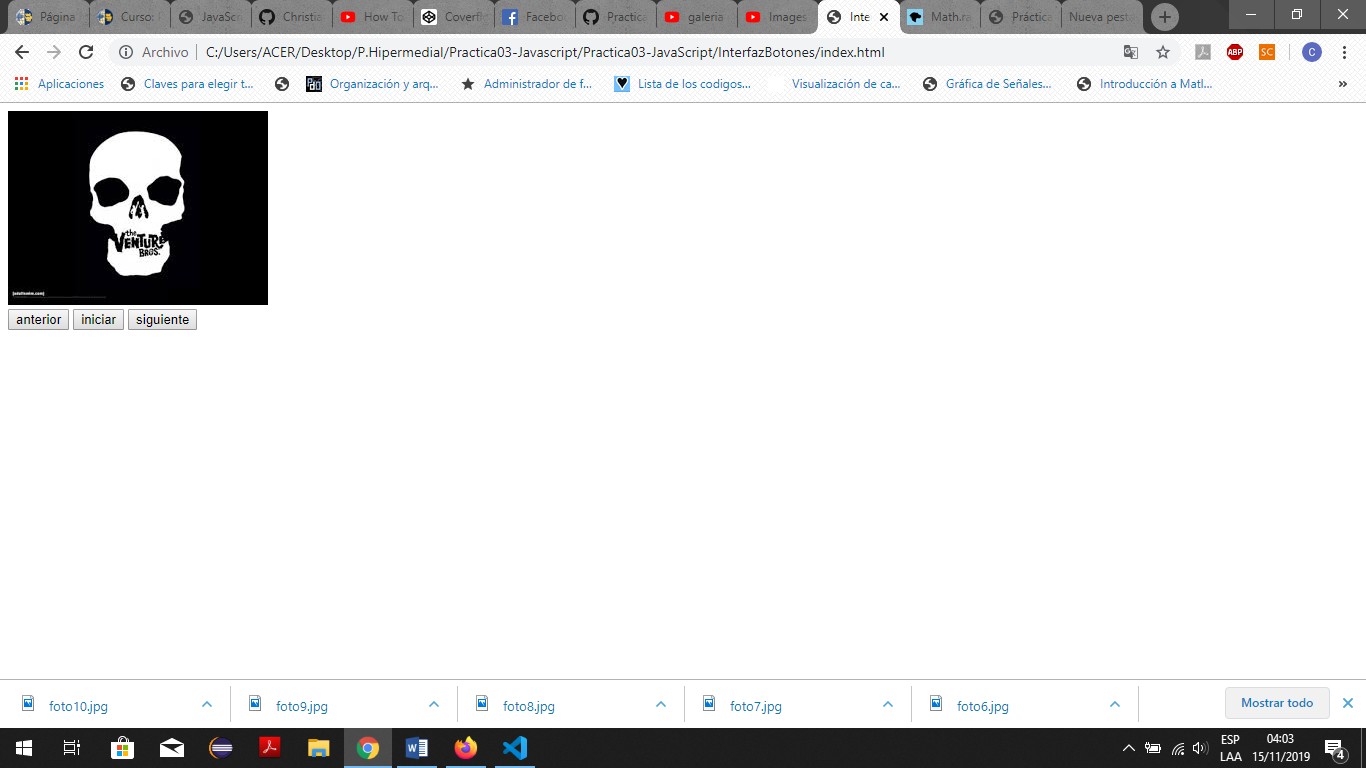 Página Curso: JavaScr Christia How To Coverfl Facebo Practica galeria Images Inte Math.ra Práctica Nueva pest
Archivo C:/Users/ACER/Desktop/P.Hipermedial/Practica03-Javascript/Practica03-JavaScript/InterfazBotones/index.html ABP SC C
Aplicaciones Claves para elegir t... Organización y arq... Administrador de f... Lista de los codigos... Visualización de ca... Gráfica de Señales... Introducción a Matl... »
the
VENTURE
BROS.
anterior iniciar siguiente
foto10.jpg foto9.jpg foto8.jpg foto7.jpg foto6.jpg Mostrar todo
ESP 04:03
LAA 15/11/2019 4